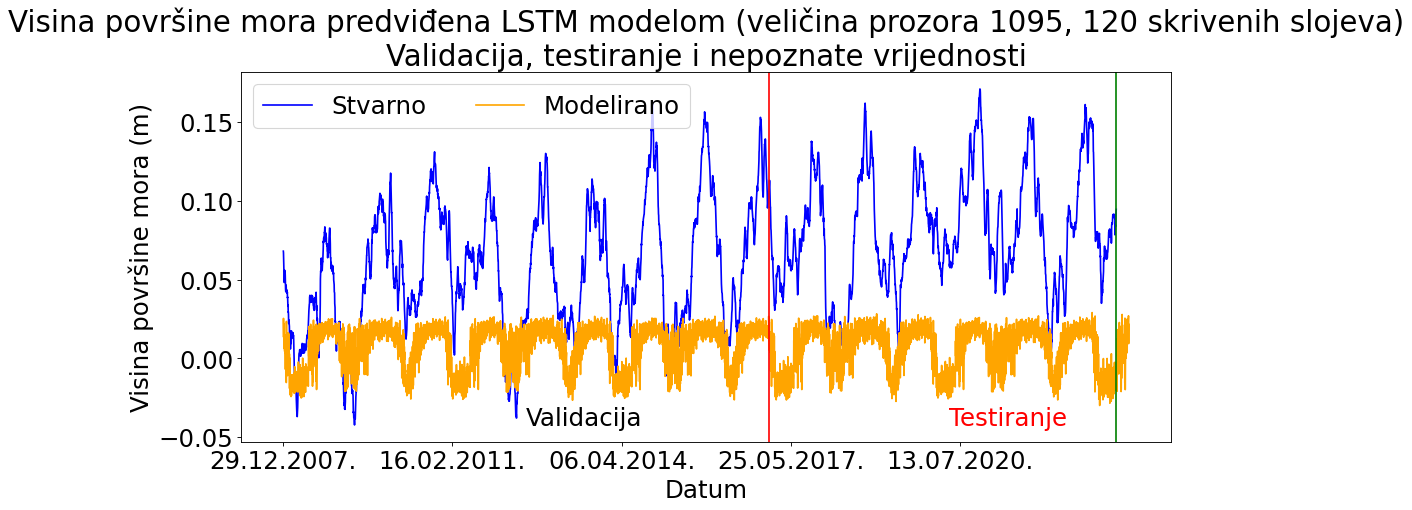 Visina površine mora predviđena LSTM modelom (veličina prozora 1095, 120 skrivenih slojeva)
Validacija, testiranje i nepoznate vrijednosti
Stvarno
Modelirano
Visina površine mora (m)
0.15
0.10
0.05
0.00
−0.05
Validacija
Testiranje
29.12.2007.
16.02.2011.
06.04.2014.
25.05.2017.
13.07.2020.
Datum